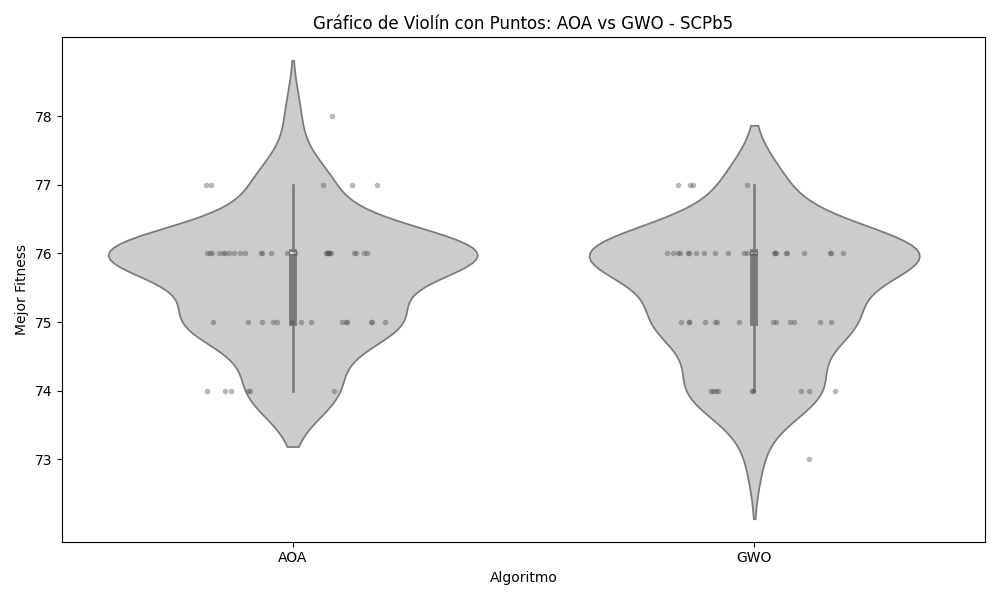 Gráfico de Violín con Puntos: AOA vs GWO - SCPb5
Mejor Fitness
78
77
76
75
74
73
AOA
GWO
Algoritmo